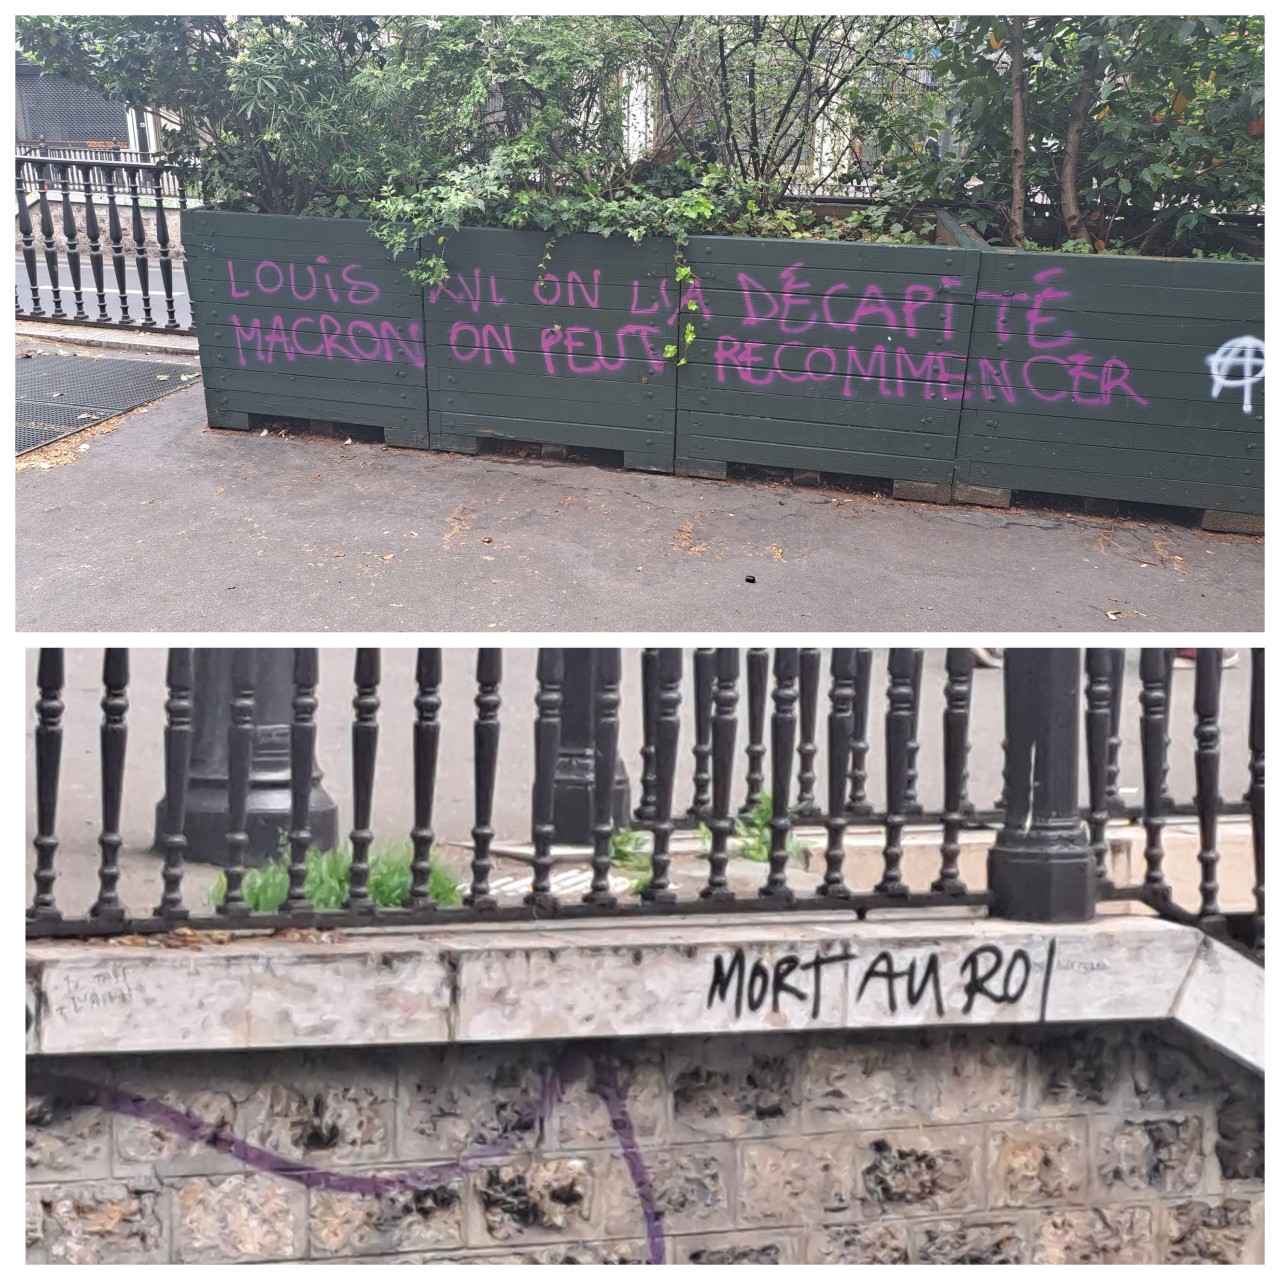 LOUIS XVI ON L'A DÉCAPITÉ
MACRON ON PEUT RECOMMENCER
MORT AU ROI